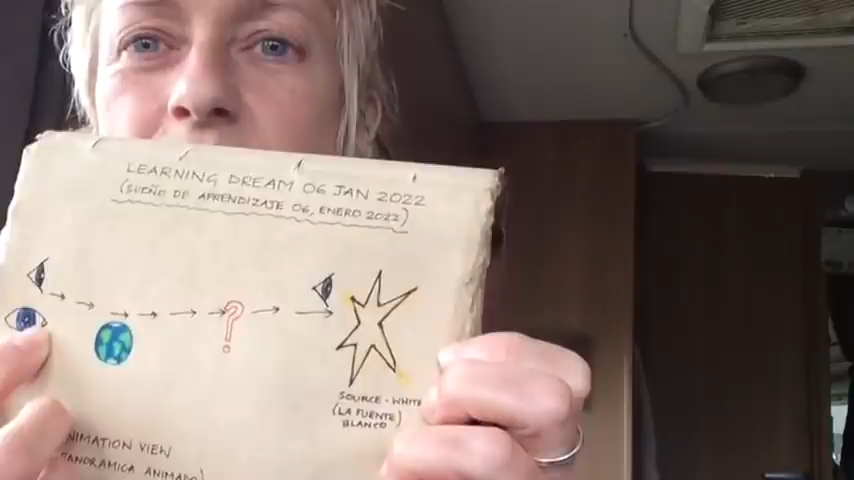 LEARNING DREAM 06 JAN 2022
(SUEÑO DE APRENDIZAJE 06, ENERO 2022)
?
SOURCE - WHITE
(LA FUENTE)
BLANCO
NIMATION VIEW
PANORAMICA ANIMADO)